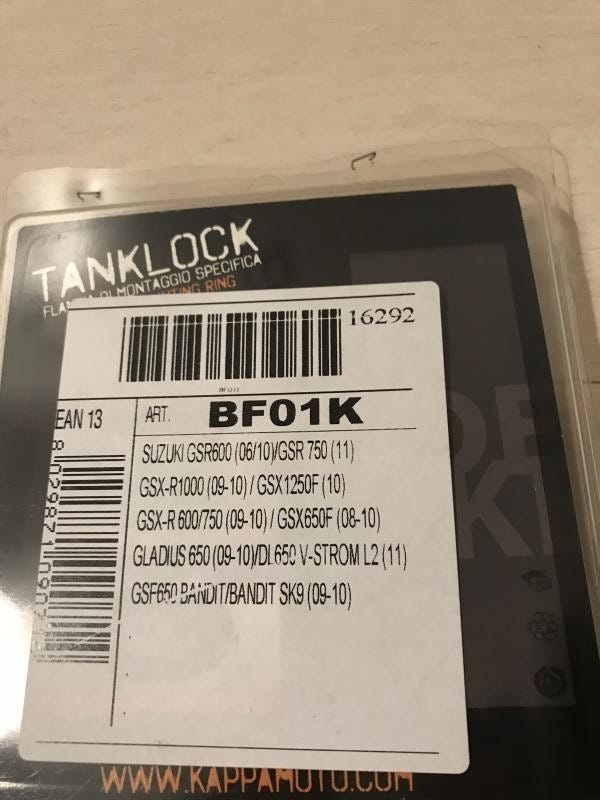 TANKLOCK
DI MONTAGGIO SPECIFICA
RING
16292
EAN 13
ART. BF01K
SUZUKI GSR600 (06/10)/GSR 750 (11)
GSX-R1000 (09-10) / GSX1250F (10)
GSX-R 600/750 (09-10) / GSX650F (08-10)
GLADIUS 650 (09-10)/DL650 V-STROM L2 (11)
GSF650 BANDIT/BANDIT SK9 (09-10)
WWW.KAPPAMOTO.COM